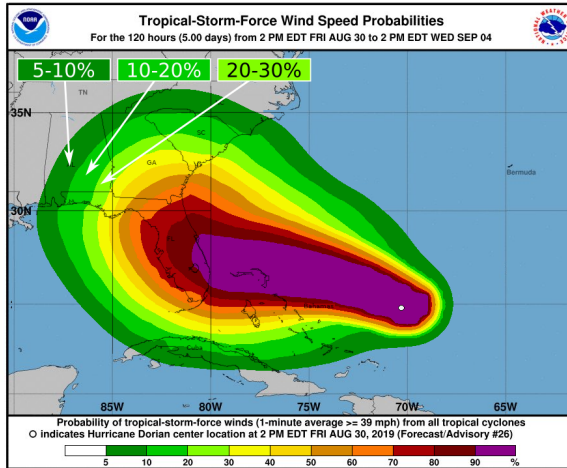 Tropical-Storm-Force Wind Speed Probabilities
For the 120 hours (5.00 days) from 2 PM EDT FRI AUG 30 to 2 PM EDT WED SEP 04
NOAA
5-10% 10-20% 20-30%
TN
35N
SC
GA
Bermuda
30N
FL
Bahamas
Cuba
85W 80W 75W 70W 65W
Probability of tropical-storm-force winds (1-minute average >= 39 mph) from all tropical cyclones
O indicates Hurricane Dorian center location at 2 PM EDT FRI AUG 30, 2019 (Forecast/Advisory #26)
5 10 20 30 40 50 60 70 80 90 %